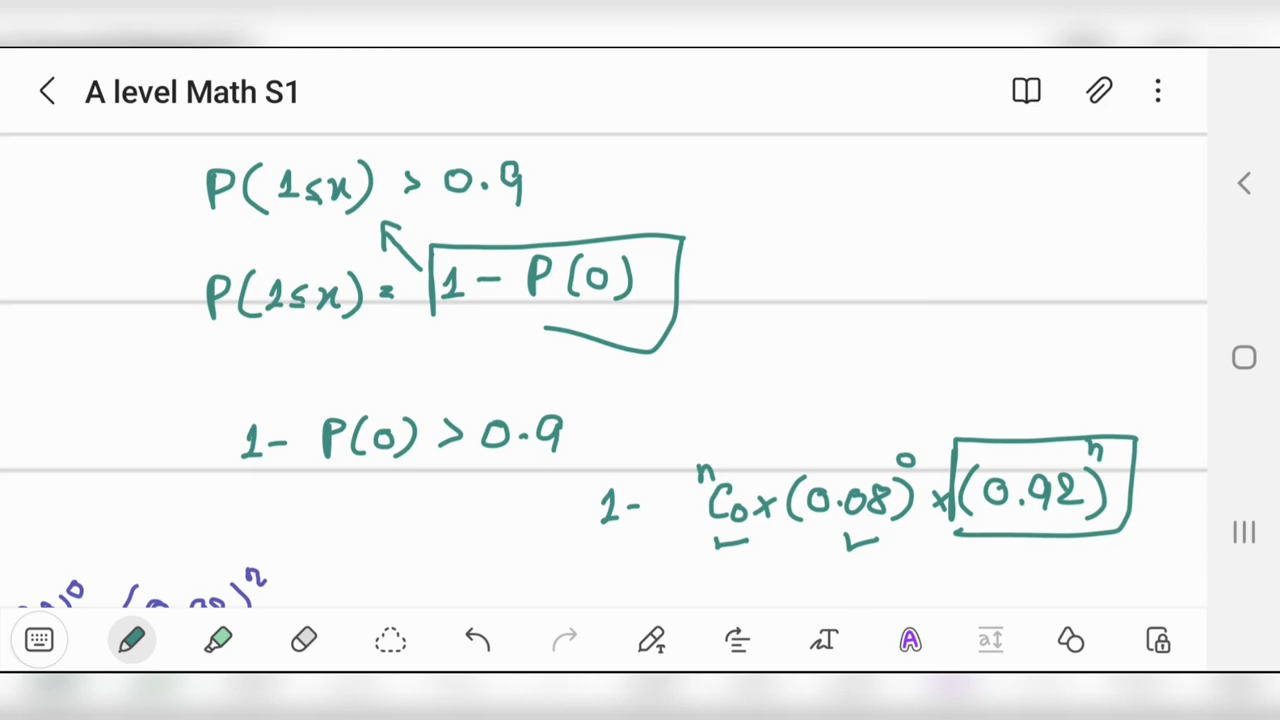 A level Math S1
P(1≤x) > 0.9
P(1≤x) = 1 - P(0)
1 - P(0) > 0.9
1 - ⁿC₀ × (0.08)⁰ × (0.92)ⁿ